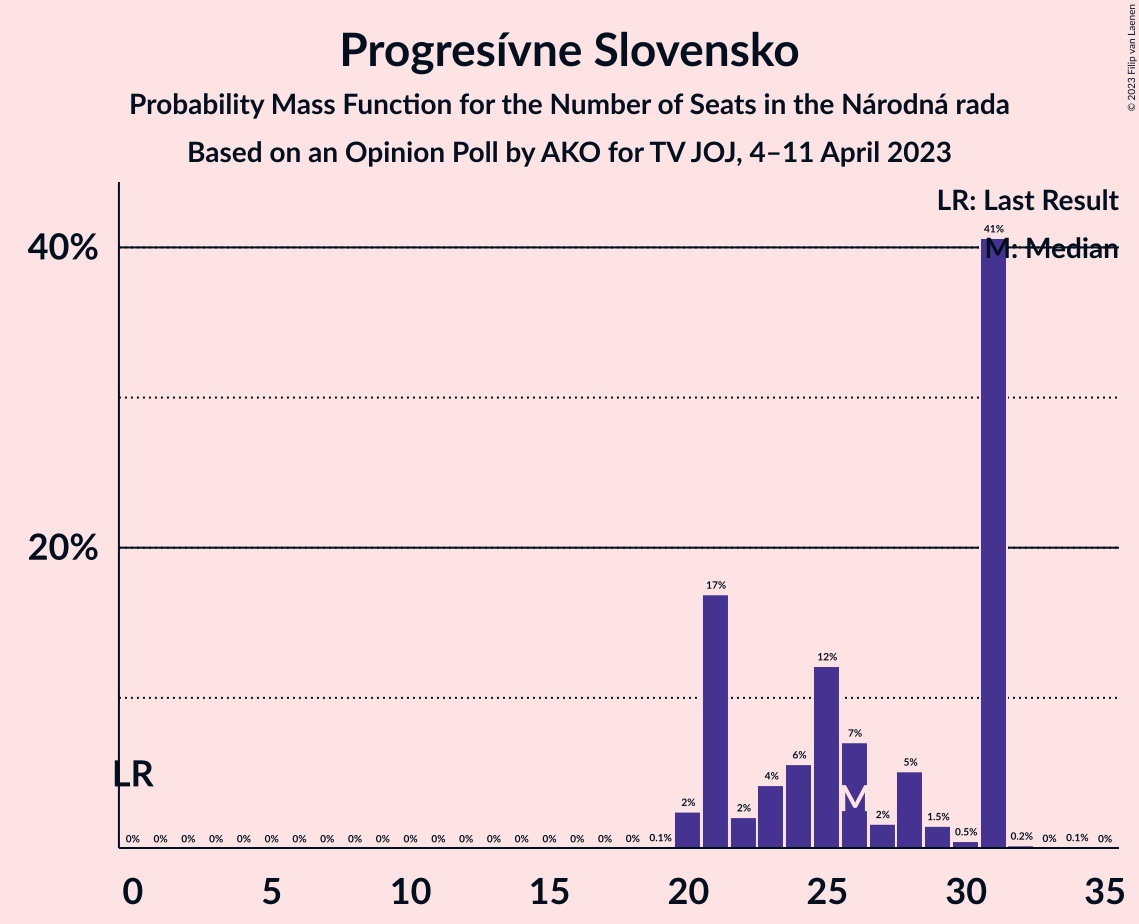 Progresívne Slovensko
Probability Mass Function for the Number of Seats in the Národná rada
Based on an Opinion Poll by AKO for TV JOJ, 4–11 April 2023
© 2023 Filip van Laenen
LR: Last Result
M: Median
40%
20%
41%
17%
12%
7%
6%
5%
4%
2%
2%
2%
1.5%
0.5%
0.2%
LR
M
0% 0% 0% 0% 0% 0% 0% 0% 0% 0% 0% 0% 0% 0% 0% 0% 0% 0% 0% 0.1% 0% 0.1% 0%
0 5 10 15 20 25 30 35